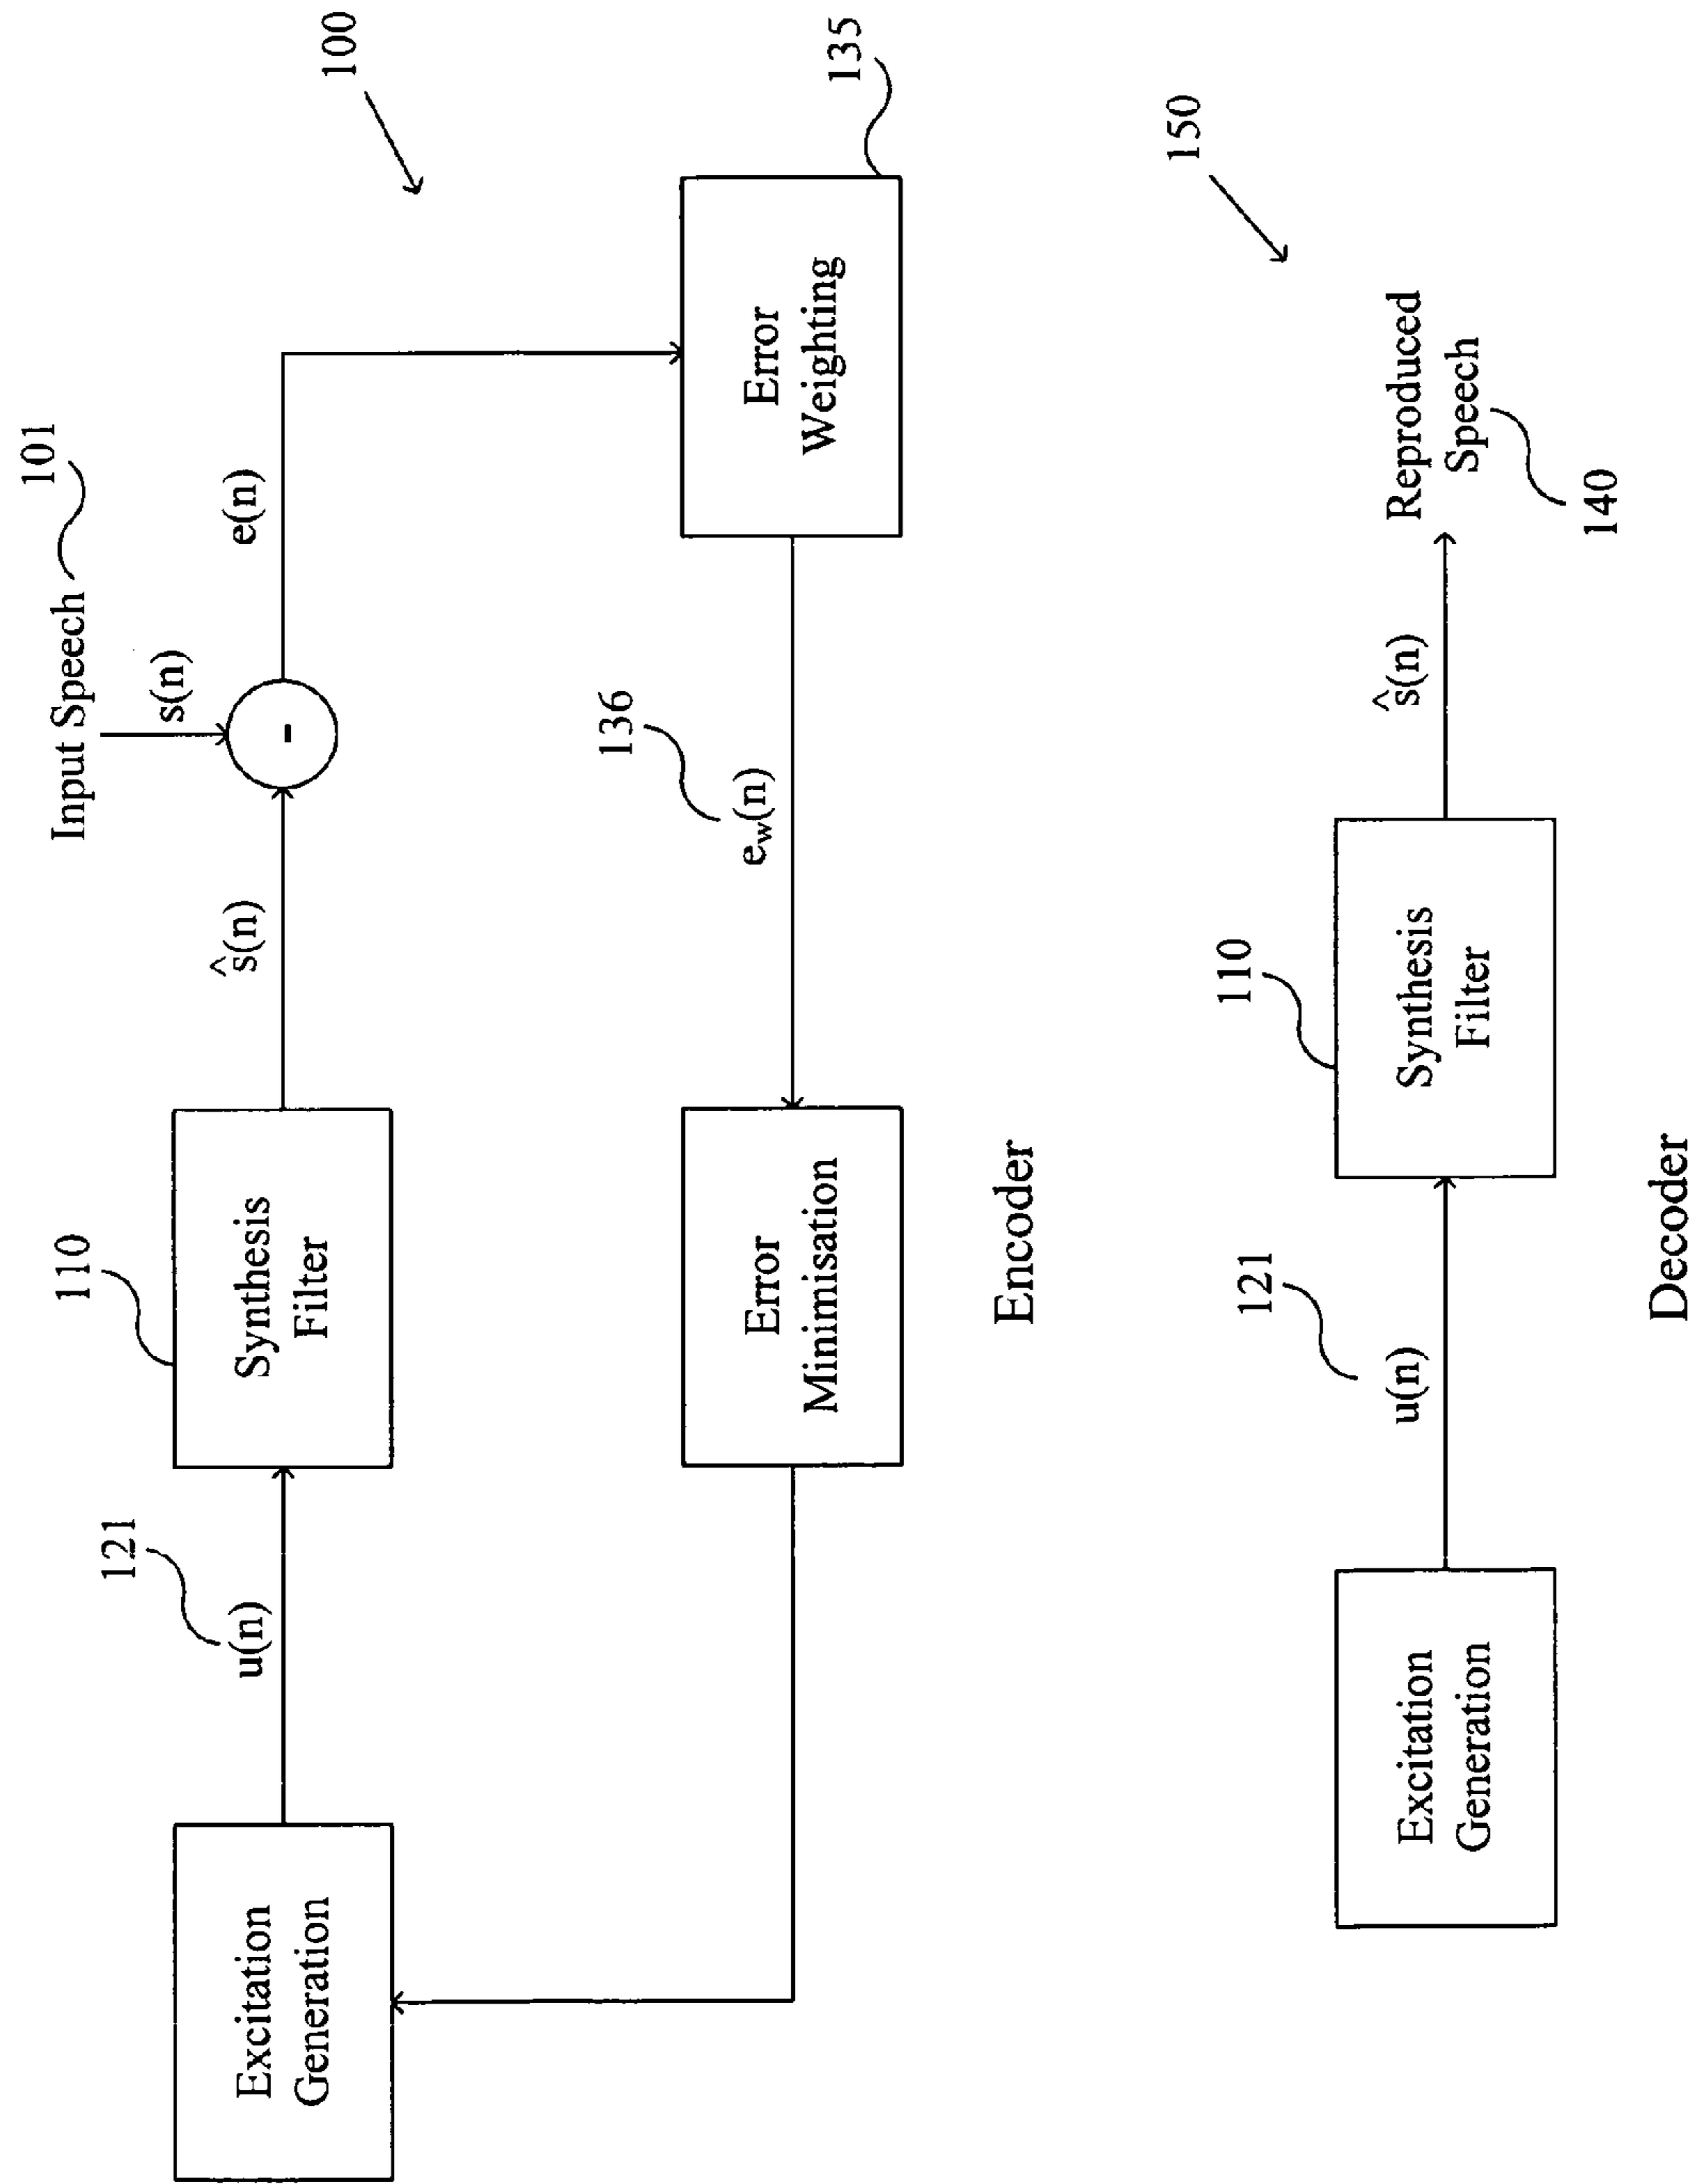 Input Speech
101
s(n)
100
121
u(n)
110
ŝ(n)
e(n)
Excitation
Generation
Synthesis
Filter
-
136
e_w(n)
135
Error
Minimisation
Error
Weighting
Encoder
150
121
u(n)
110
ŝ(n)
Excitation
Generation
Synthesis
Filter
Reproduced
Speech
140
Decoder